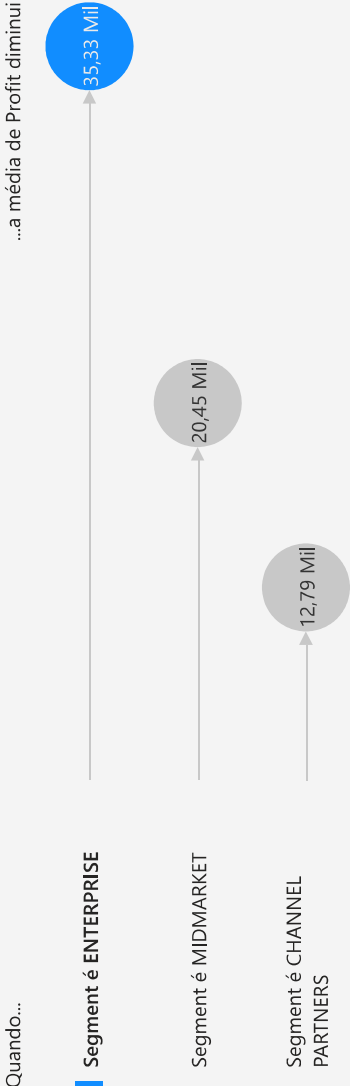 Quando...
...a média de Profit diminui
Segment é ENTERPRISE
35,33 Mil
Segment é MIDMARKET
20,45 Mil
Segment é CHANNEL
PARTNERS
12,79 Mil